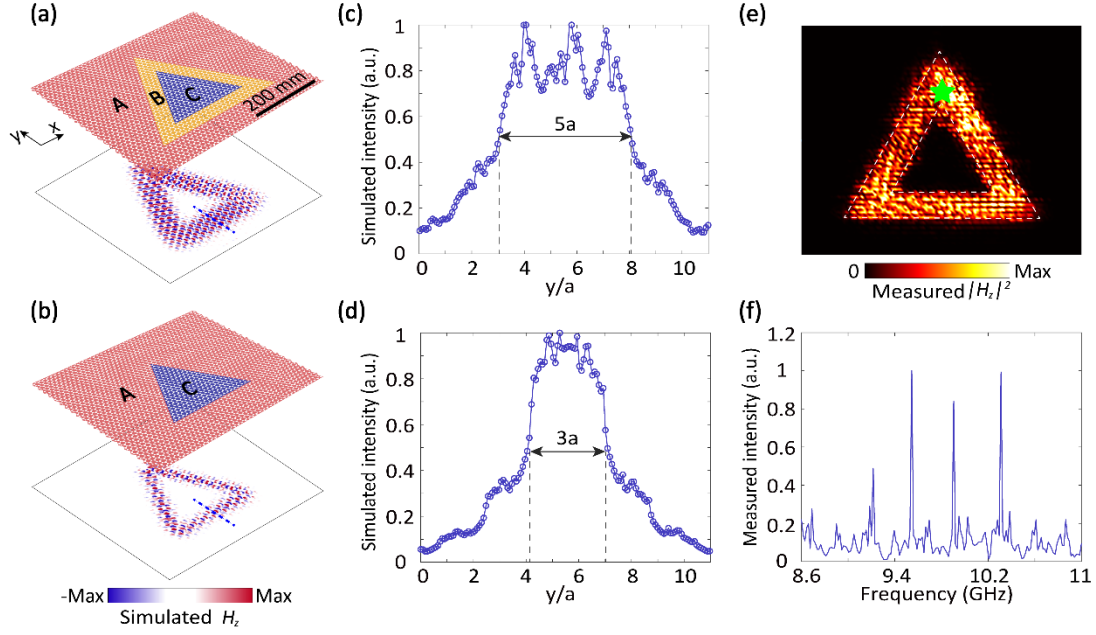 (a)
A
B
C
200 mm
y
x
(b)
A
C
-Max
Max
Simulated Hz
(c)
Simulated intensity (a.u.)
1
0.8
0.6
0.4
0.2
0
5a
0 2 4 6 8 10
y/a
(d)
Simulated intensity (a.u.)
1
0.8
0.6
0.4
0.2
0
3a
0 2 4 6 8 10
y/a
(e)
0
Max
Measured |Hz|²
(f)
Measured intensity (a.u.)
1.2
1
0.8
0.6
0.4
0.2
0
8.6 9.4 10.2 11
Frequency (GHz)